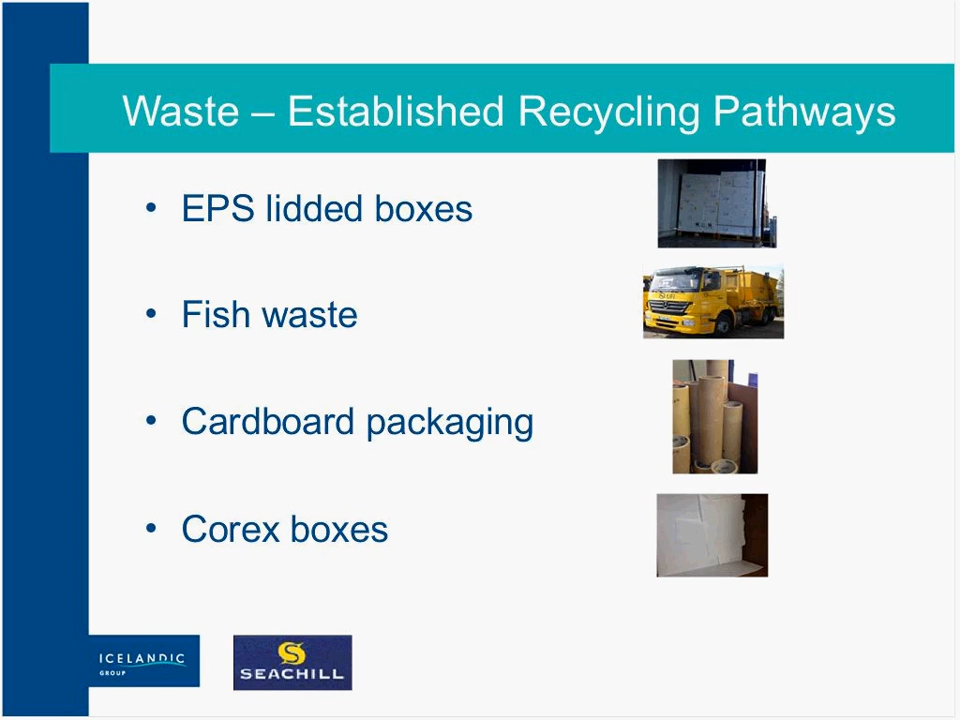 Waste – Established Recycling Pathways
• EPS lidded boxes
• Fish waste
• Cardboard packaging
• Corex boxes
ICELANDIC
GROUP
SEACHILL